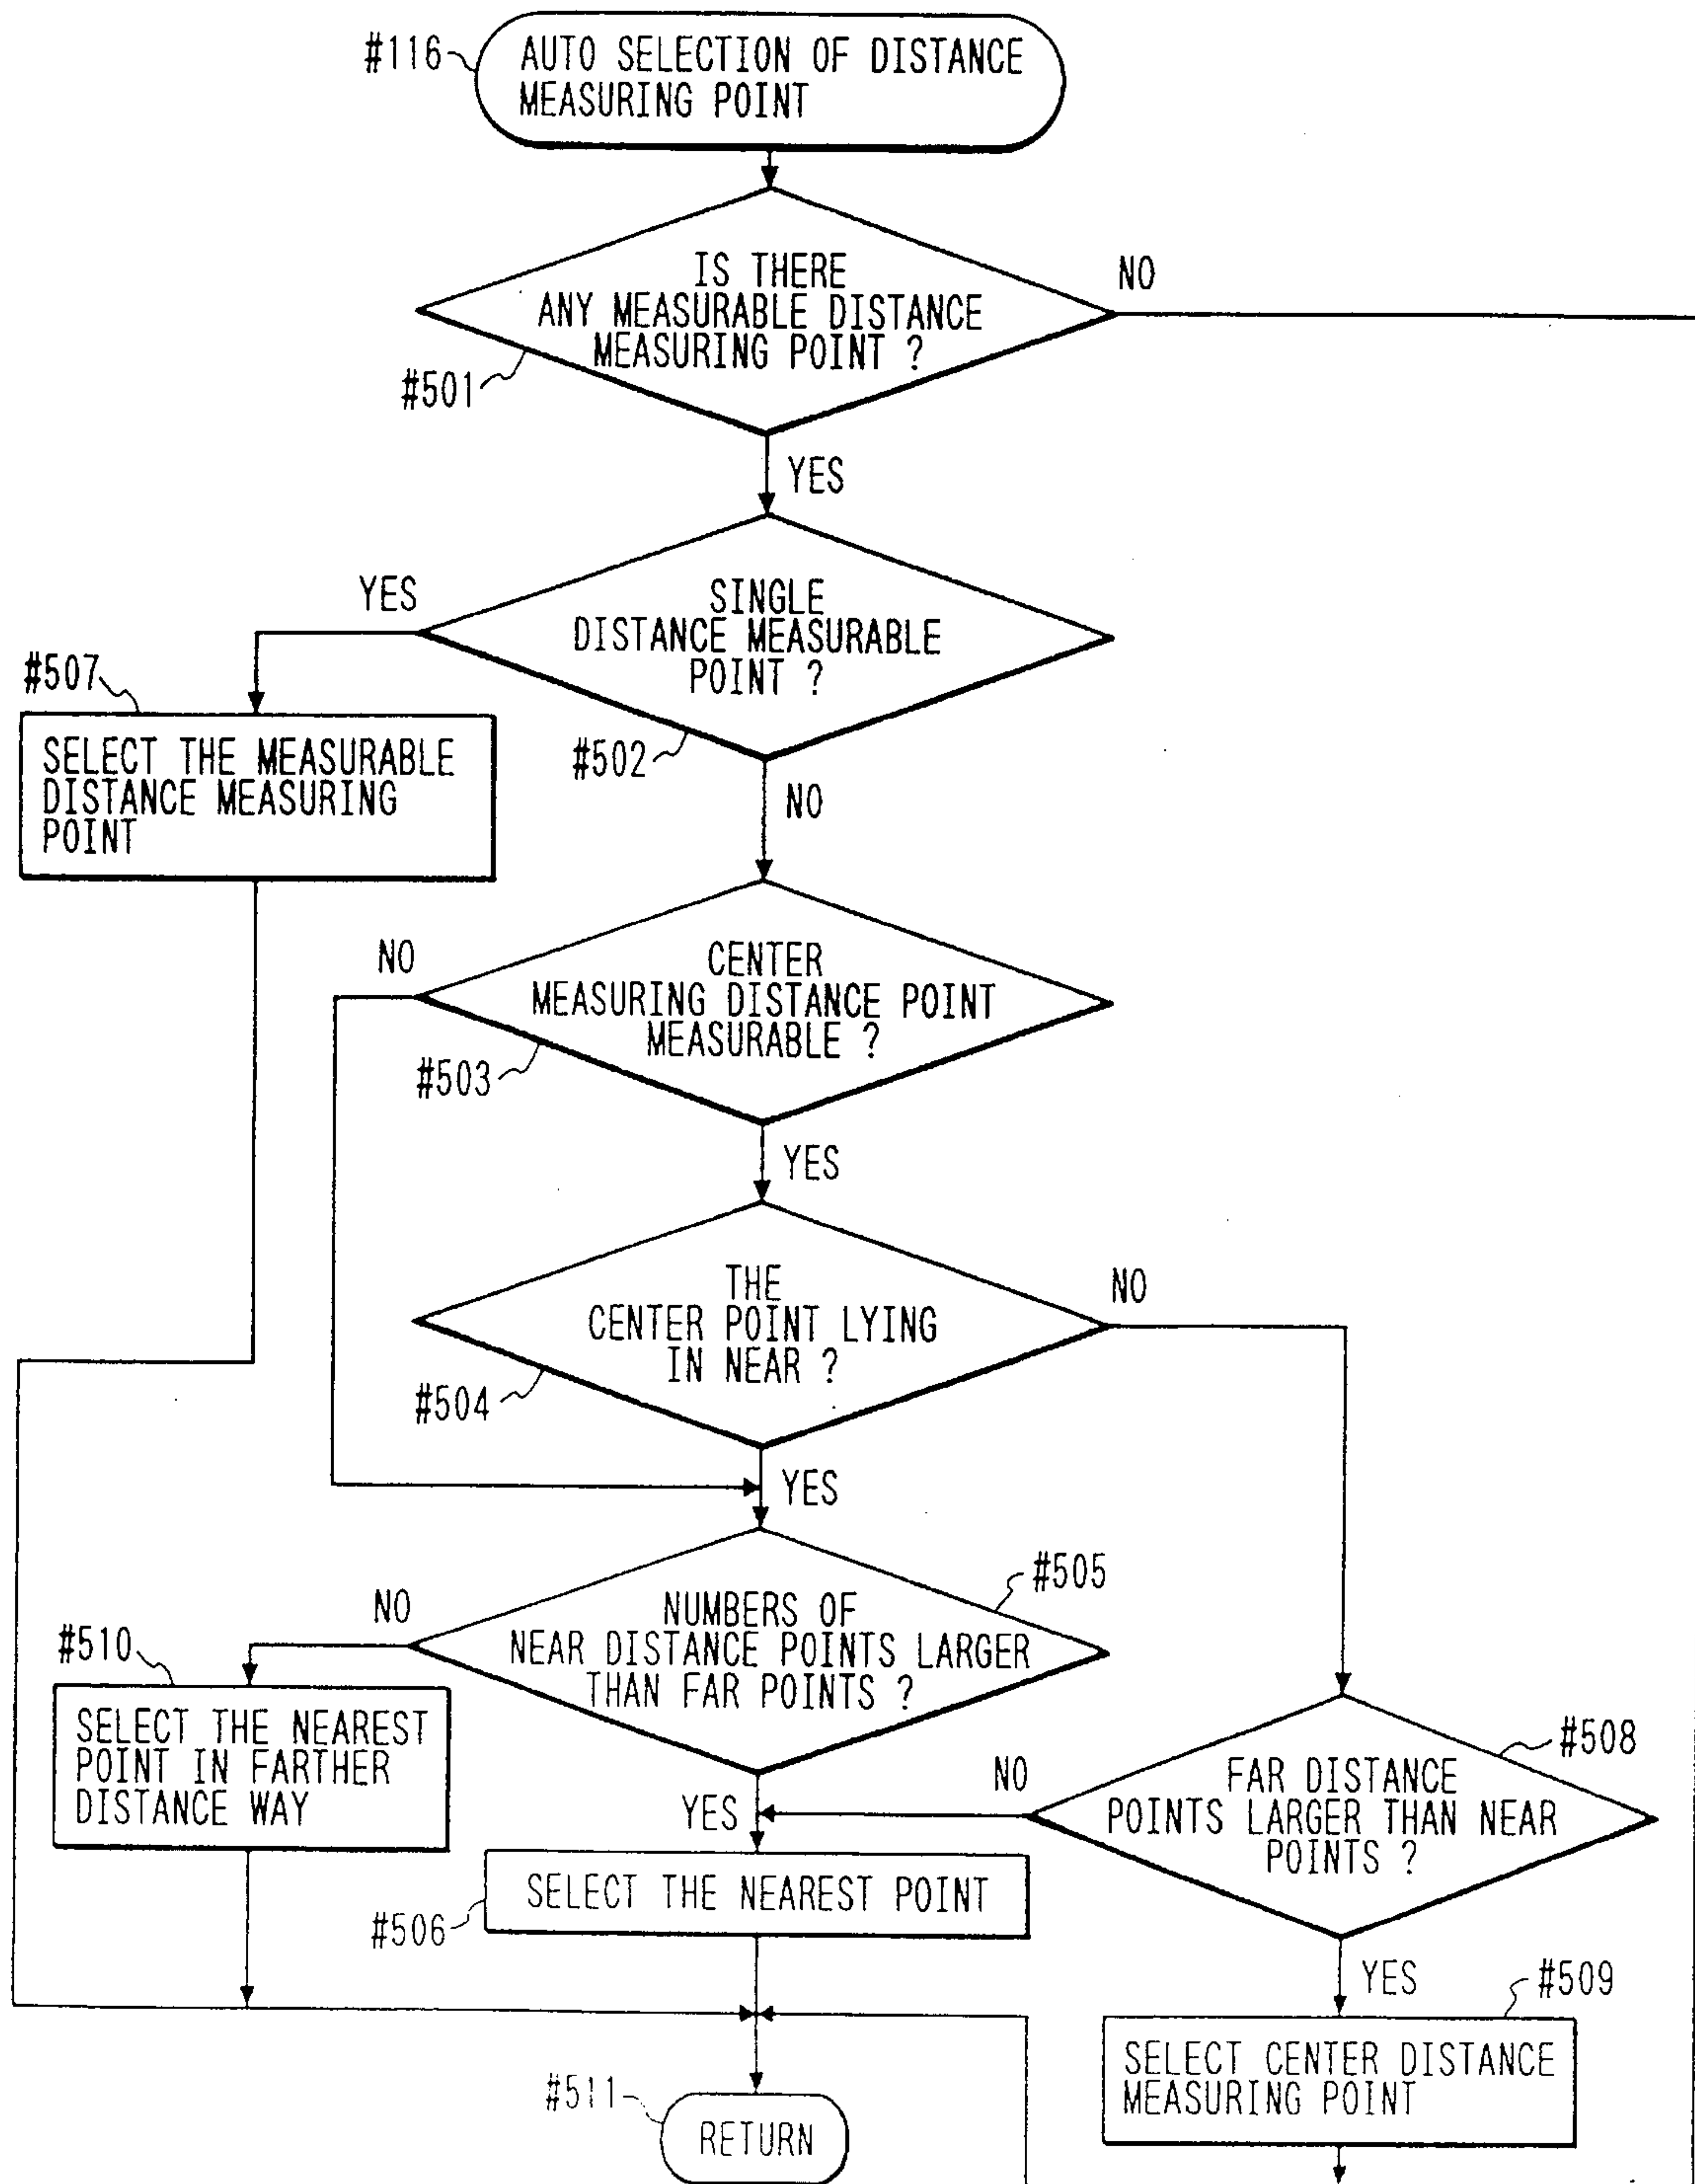 #116
AUTO SELECTION OF DISTANCE
MEASURING POINT
IS THERE
ANY MEASURABLE DISTANCE
MEASURING POINT ?
NO
#501
YES
SINGLE
DISTANCE MEASURABLE
POINT ?
YES
#502
NO
#507
SELECT THE MEASURABLE
DISTANCE MEASURING
POINT
CENTER
MEASURING DISTANCE POINT
MEASURABLE ?
NO
#503
YES
THE
CENTER POINT LYING
IN NEAR ?
NO
#504
YES
#505
NUMBERS OF
NEAR DISTANCE POINTS LARGER
THAN FAR POINTS ?
NO
YES
#510
SELECT THE NEAREST
POINT IN FARTHER
DISTANCE WAY
#508
FAR DISTANCE
POINTS LARGER THAN NEAR
POINTS ?
NO
YES
SELECT THE NEAREST POINT
#506
#509
SELECT CENTER DISTANCE
MEASURING POINT
#511
RETURN